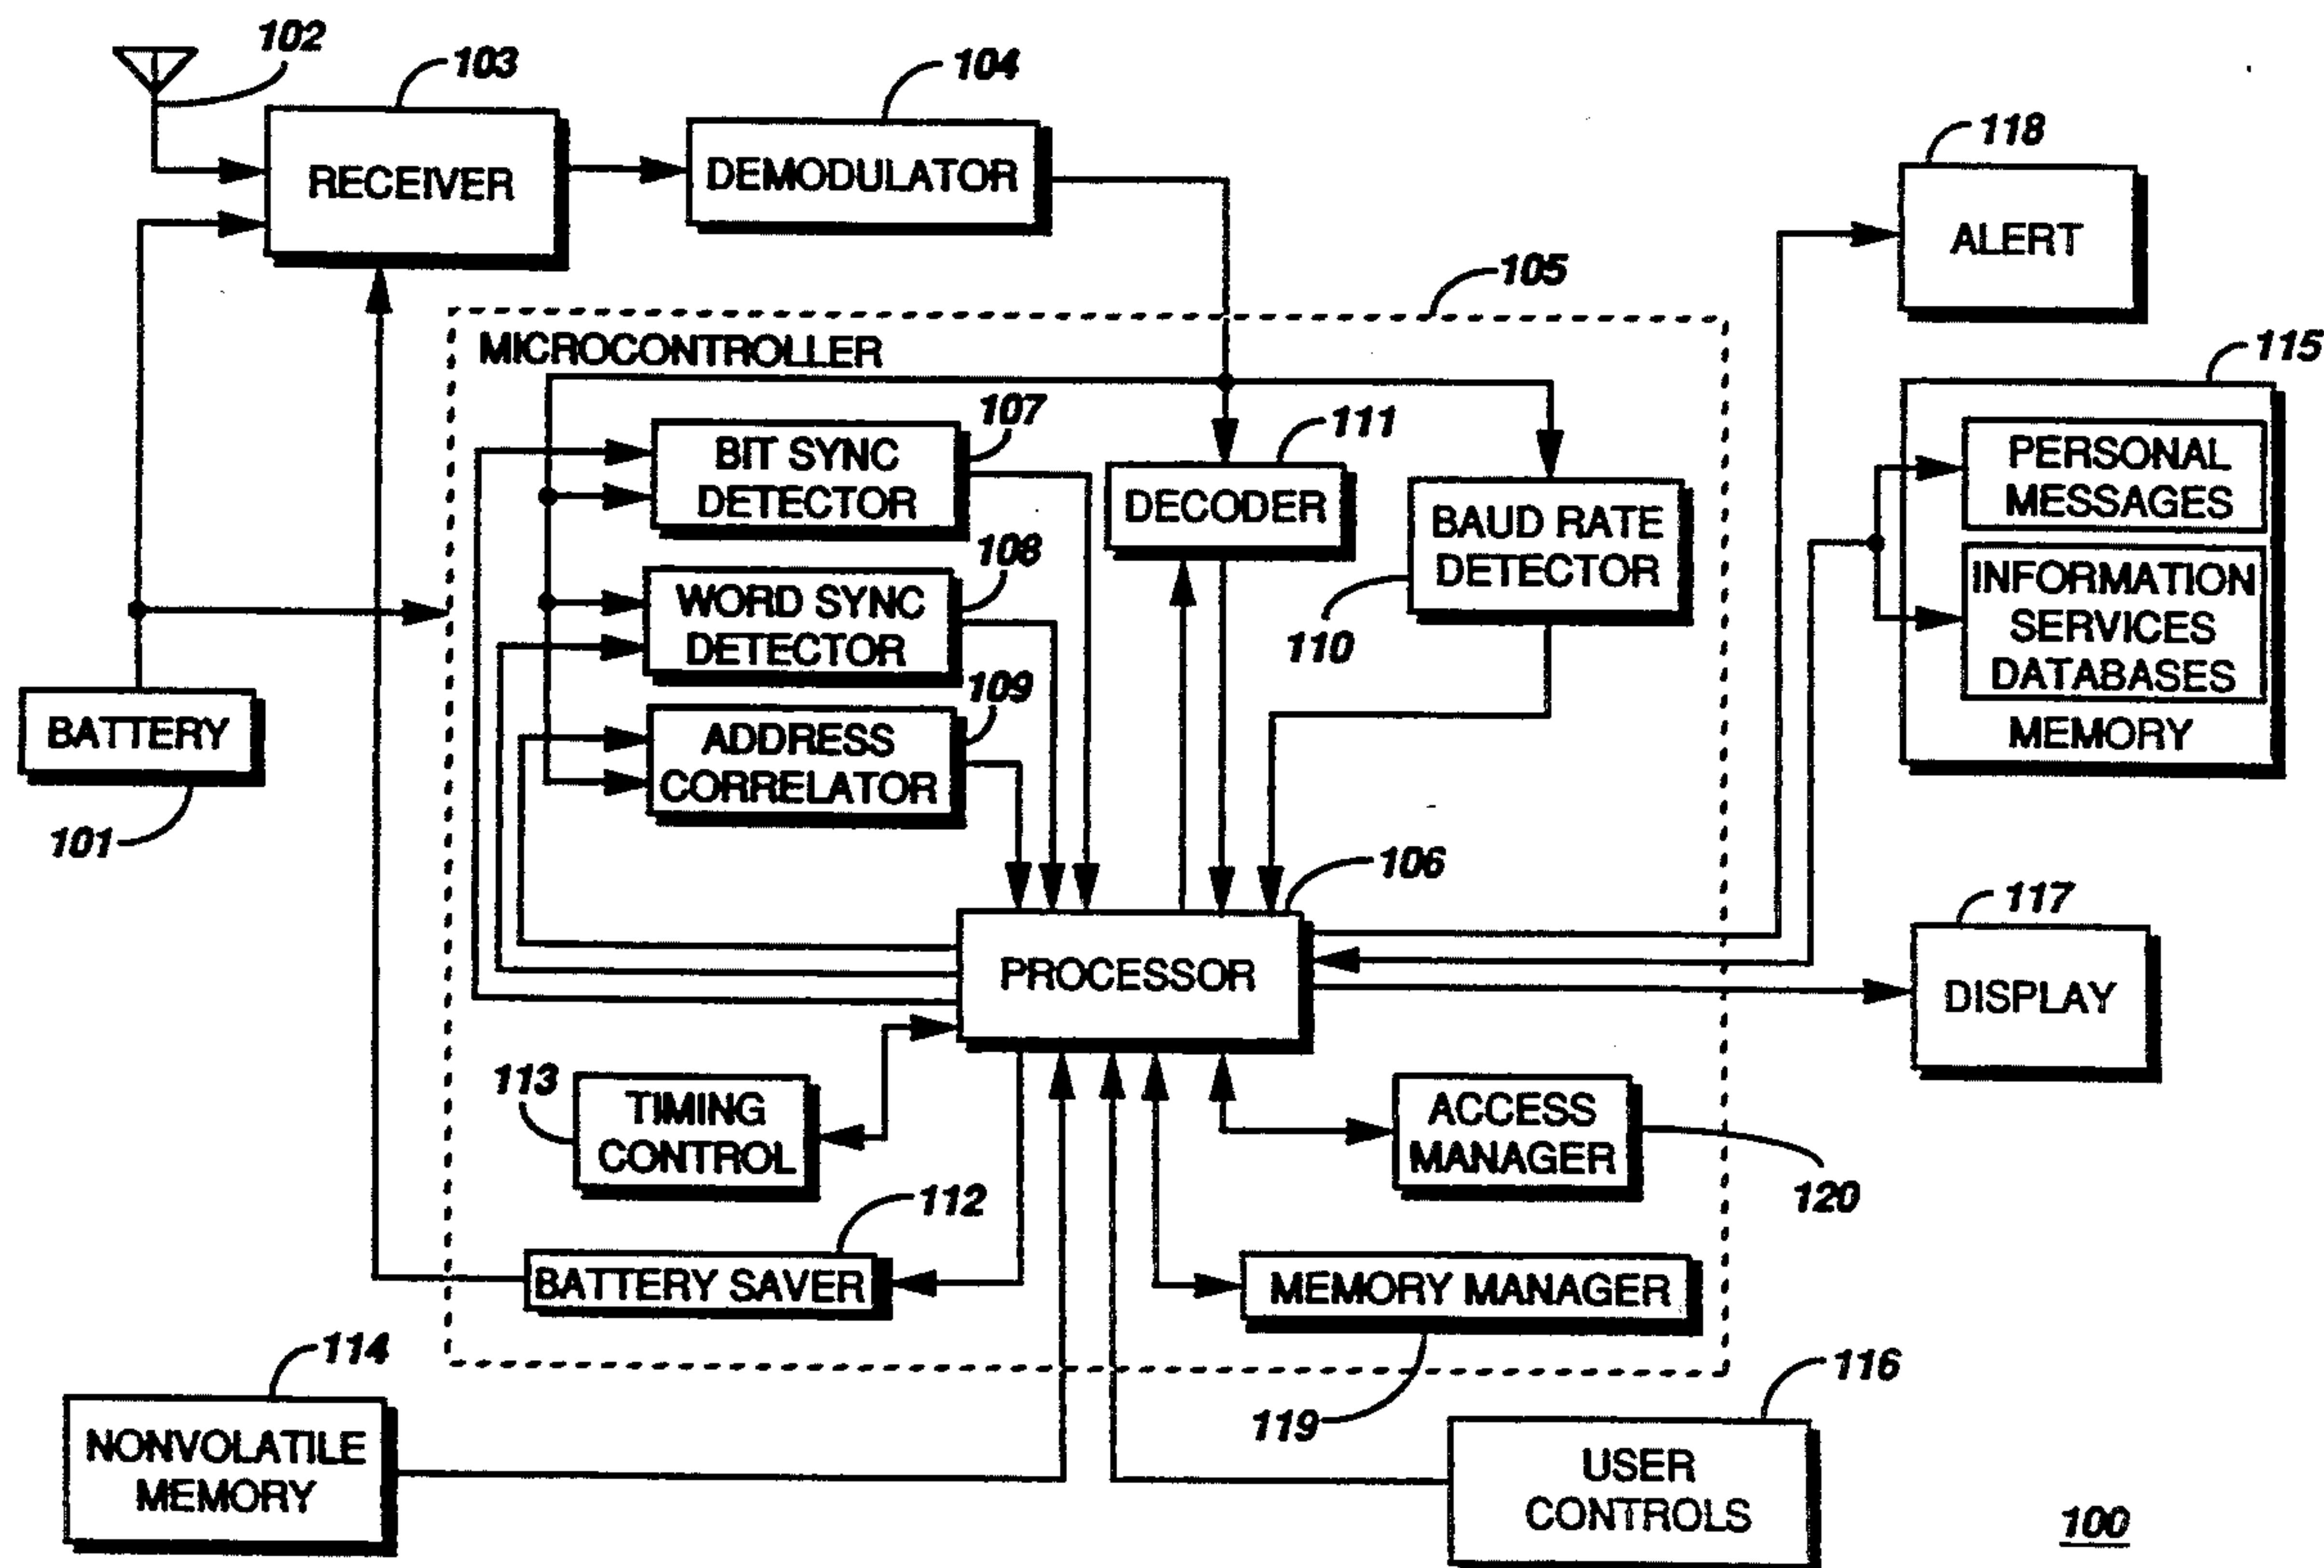 102
103
RECEIVER
104
DEMODULATOR
118
ALERT
105
MICROCONTROLLER
115
PERSONAL
MESSAGES
INFORMATION
SERVICES
DATABASES
MEMORY
107
BIT SYNC
DETECTOR
111
DECODER
BAUD RATE
DETECTOR
110
108
WORD SYNC
DETECTOR
109
ADDRESS
CORRELATOR
BATTERY
101
106
PROCESSOR
117
DISPLAY
113
TIMING
CONTROL
ACCESS
MANAGER
120
112
BATTERY SAVER
MEMORY MANAGER
119
114
NONVOLATILE
MEMORY
116
USER
CONTROLS
100